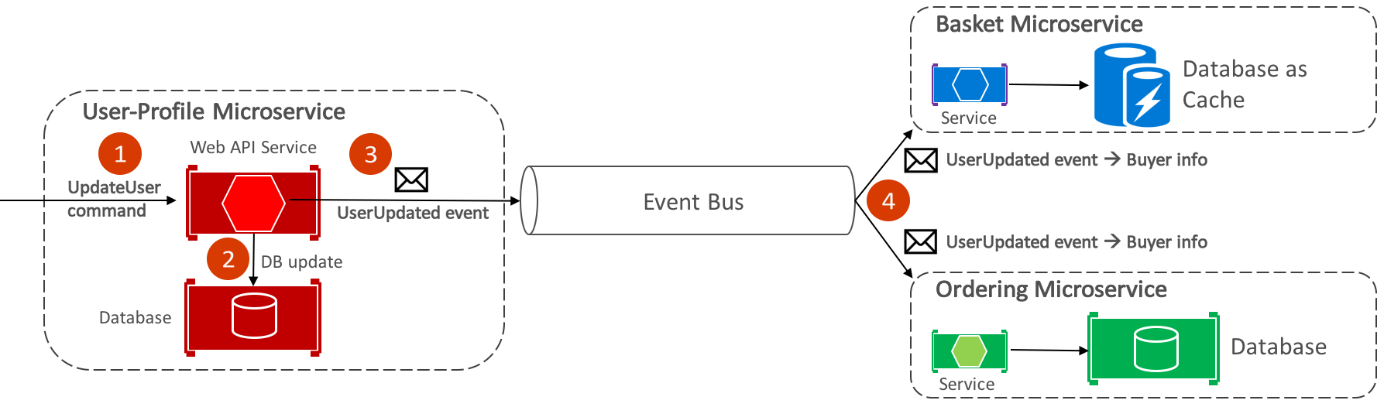 User-Profile Microservice
1
Web API Service
3
UpdateUser
command
UserUpdated event
2
DB update
Database
Event Bus
4
Basket Microservice
Service
Database as
Cache
UserUpdated event → Buyer info
UserUpdated event → Buyer info
Ordering Microservice
Service
Database